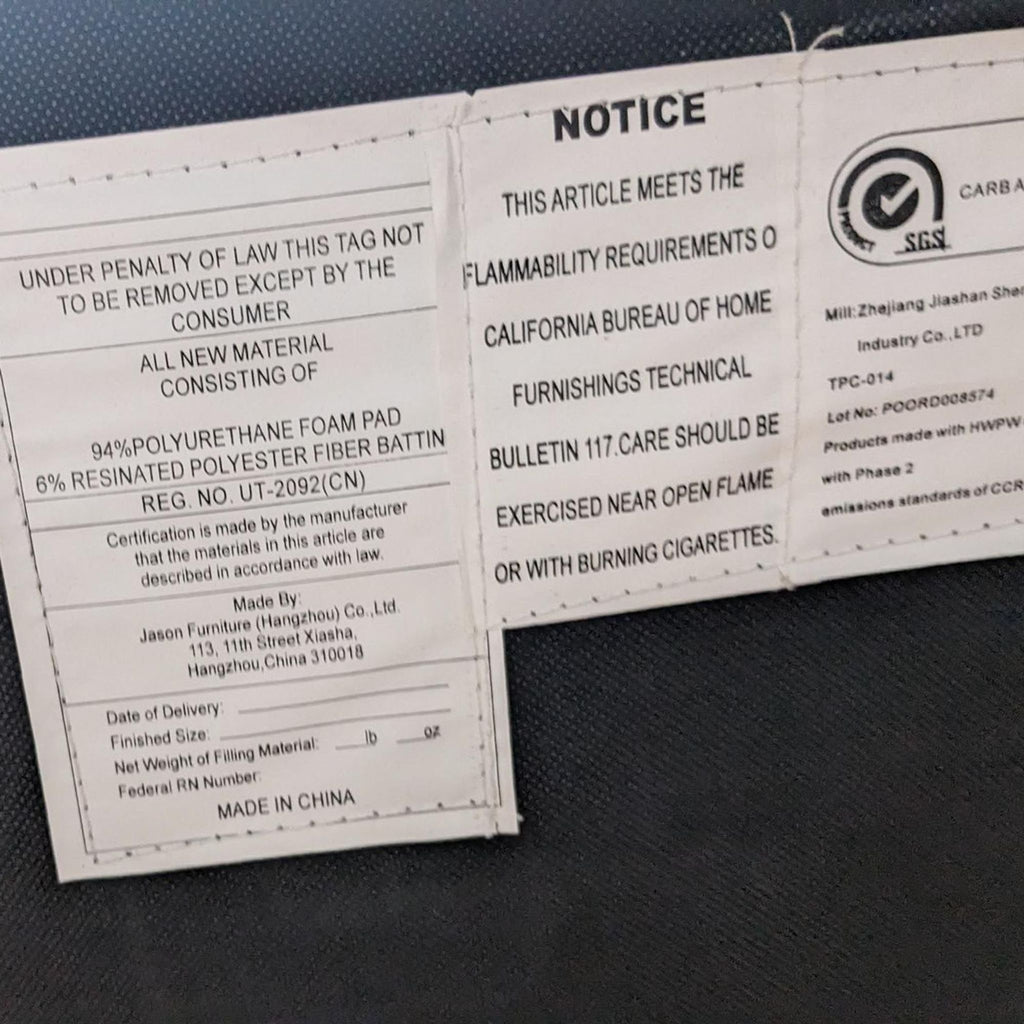 UNDER PENALTY OF LAW THIS TAG NOT
TO BE REMOVED EXCEPT BY THE
CONSUMER
ALL NEW MATERIAL
CONSISTING OF
94%POLYURETHANE FOAM PAD
6% RESINATED POLYESTER FIBER BATTIN
REG. NO. UT-2092(CN)
Certification is made by the manufacturer
that the materials in this article are
described in accordance with law.
Made By:
Jason Furniture (Hangzhou) Co.,Ltd.
113, 11th Street Xiasha,
Hangzhou,China 310018
Date of Delivery:
Finished Size:
Net Weight of Filling Material: lb oz
Federal RN Number:
MADE IN CHINA
NOTICE
THIS ARTICLE MEETS THE
FLAMMABILITY REQUIREMENTS O
CALIFORNIA BUREAU OF HOME
FURNISHINGS TECHNICAL
BULLETIN 117.CARE SHOULD BE
EXERCISED NEAR OPEN FLAME
OR WITH BURNING CIGARETTES.
PRODUCT
SGS
CARB A
Mill:Zhejiang Jiashan She
Industry Co.,LTD
TPC-014
Lot No: POORD008574
Products made with HWPW
with Phase 2
emissions standards of CCR